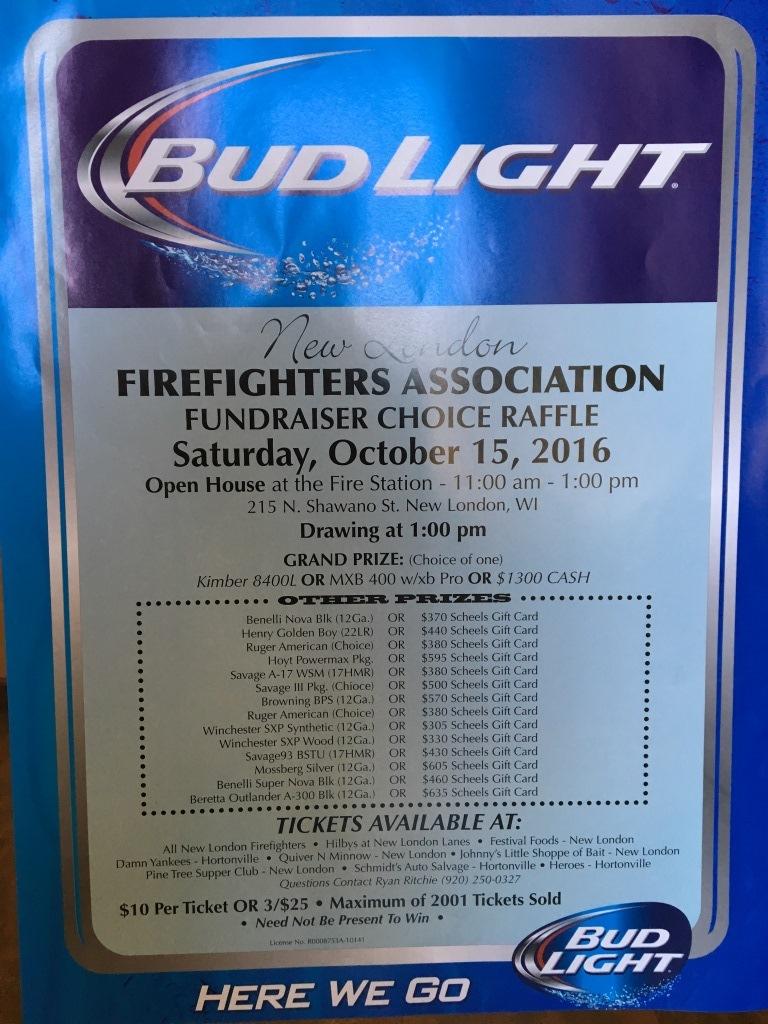 BUD LIGHT
New London
FIREFIGHTERS ASSOCIATION
FUNDRAISER CHOICE RAFFLE
Saturday, October 15, 2016
Open House at the Fire Station - 11:00 am - 1:00 pm
215 N. Shawano St. New London, WI
Drawing at 1:00 pm
GRAND PRIZE: (Choice of one)
Kimber 8400L OR MXB 400 w/xb Pro OR $1300 CASH
OTHER PRIZES
Benelli Nova Blk (12Ga.) OR $370 Scheels Gift Card
Henry Golden Boy (22LR) OR $440 Scheels Gift Card
Ruger American (Choice) OR $380 Scheels Gift Card
Hoyt Powermax Pkg. OR $595 Scheels Gift Card
Savage A-17 WSM (17HMR) OR $380 Scheels Gift Card
Savage III Pkg. (Chioce) OR $500 Scheels Gift Card
Browning BPS (12Ga.) OR $570 Scheels Gift Card
Ruger American (Choice) OR $380 Scheels Gift Card
Winchester SXP Synthetic (12Ga.) OR $305 Scheels Gift Card
Winchester SXP Wood (12Ga.) OR $330 Scheels Gift Card
Savage93 BSTU (17HMR) OR $430 Scheels Gift Card
Mossberg Silver (12Ga.) OR $605 Scheels Gift Card
Benelli Super Nova Blk (12Ga.) OR $460 Scheels Gift Card
Beretta Outlander A-300 Blk (12Ga.) OR $635 Scheels Gift Card
TICKETS AVAILABLE AT:
All New London Firefighters • Hilbys at New London Lanes • Festival Foods - New London
Damn Yankees - Hortonville • Quiver N Minnow - New London • Johnny's Little Shoppe of Bait - New London
Pine Tree Supper Club - New London • Schmidt's Auto Salvage - Hortonville • Heroes - Hortonville
Questions Contact Ryan Ritchie (920) 250-0327
$10 Per Ticket OR 3/$25 • Maximum of 2001 Tickets Sold
• Need Not Be Present To Win •
License No. R0008753A-10141
BUD
LIGHT
HERE WE GO